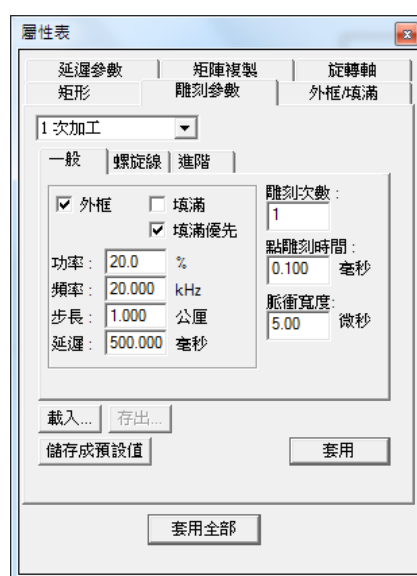 屬性表
延遲參數 矩陣複製 旋轉軸
矩形 雕刻參數 外框/填滿
1 次加工
一般 螺旋線 進階
外框 填滿
填滿優先
功率 : 20.0 %
頻率 : 20.000 kHz
步長 : 1.000 公厘
延遲 : 500.000 毫秒
雕刻次數 :
1
點雕刻時間 :
0.100 毫秒
脈衝寬度:
5.00 微秒
載入... 存出...
儲存成預設值 套用
套用全部